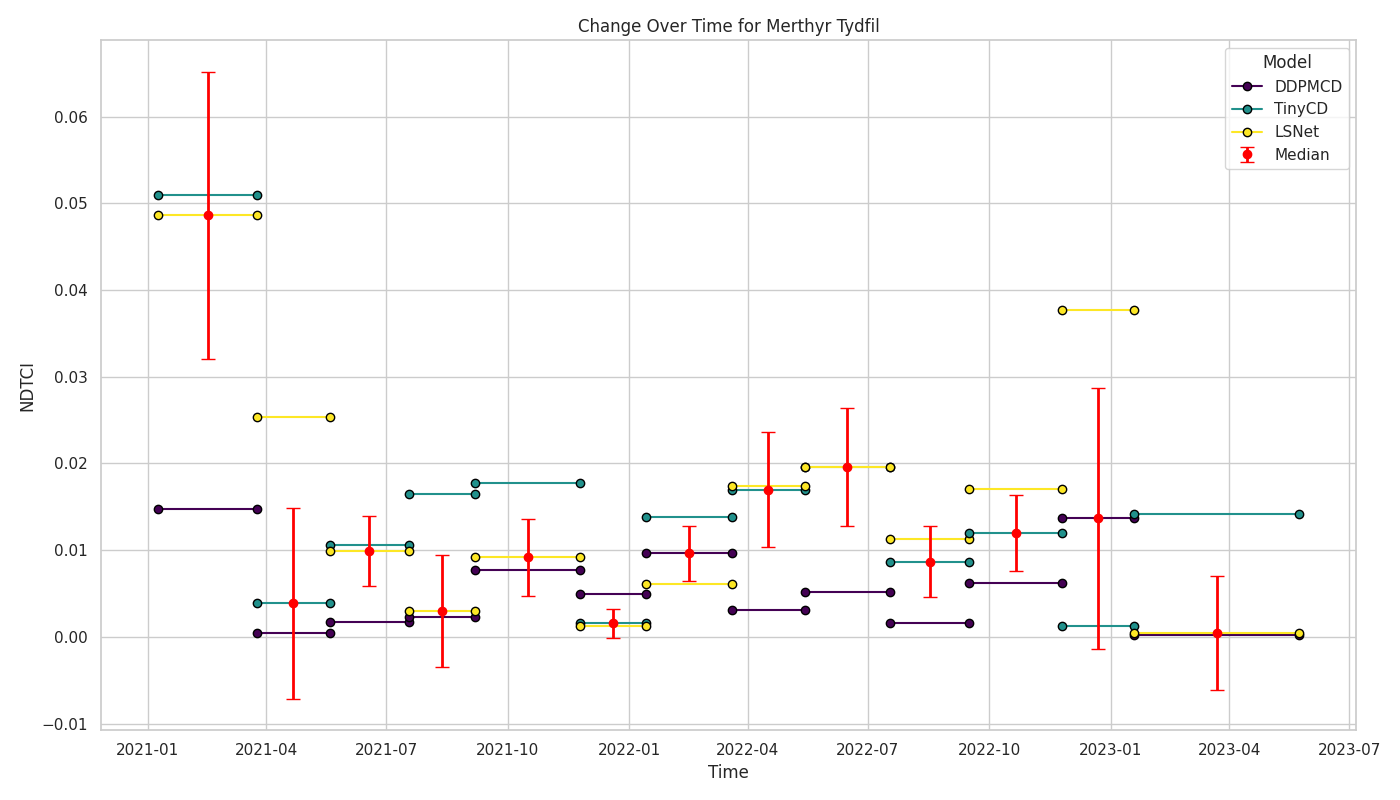 Change Over Time for Merthyr Tydfil
Model
DDPMCD
TinyCD
LSNet
Median
NDTCI
0.06
0.05
0.04
0.03
0.02
0.01
0.00
−0.01
2021-01 2021-04 2021-07 2021-10 2022-01 2022-04 2022-07 2022-10 2023-01 2023-04 2023-07
Time